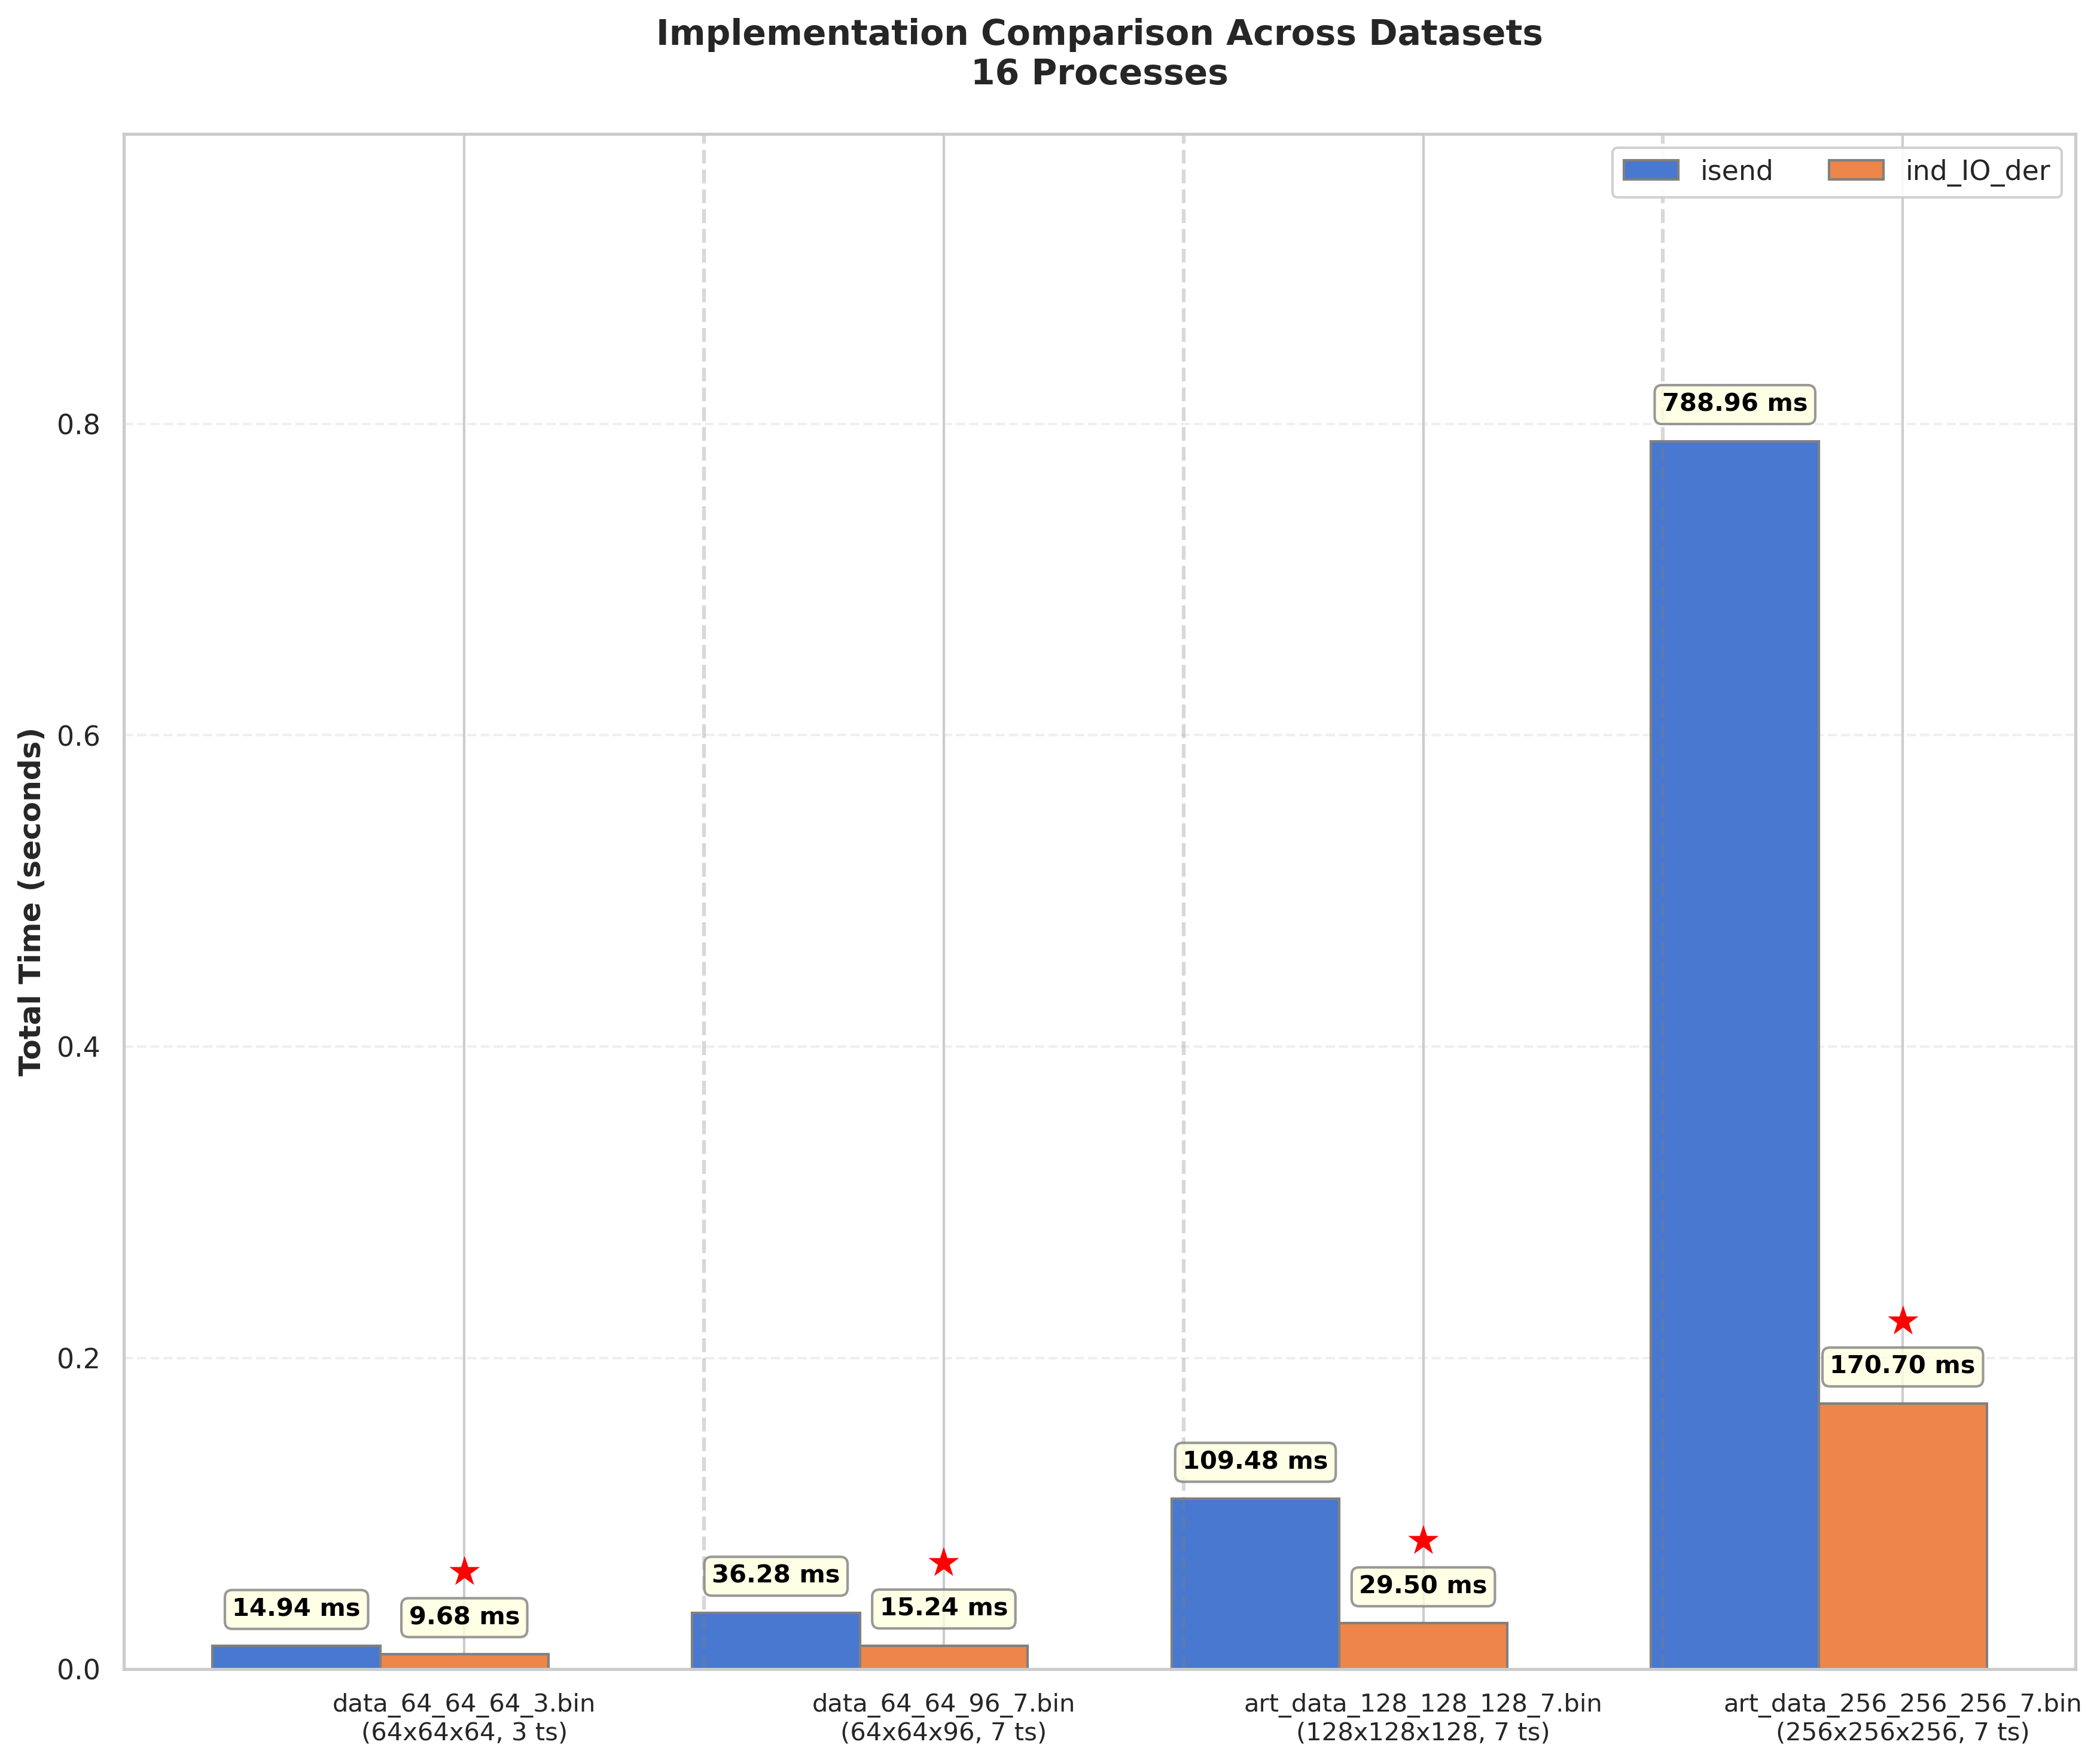 Implementation Comparison Across Datasets
16 Processes
isend
ind_IO_der
Total Time (seconds)
0.8
0.6
0.4
0.2
0.0
14.94 ms
9.68 ms
36.28 ms
15.24 ms
109.48 ms
29.50 ms
788.96 ms
170.70 ms
data_64_64_64_3.bin
(64x64x64, 3 ts)
data_64_64_96_7.bin
(64x64x96, 7 ts)
art_data_128_128_128_7.bin
(128x128x128, 7 ts)
art_data_256_256_256_7.bin
(256x256x256, 7 ts)